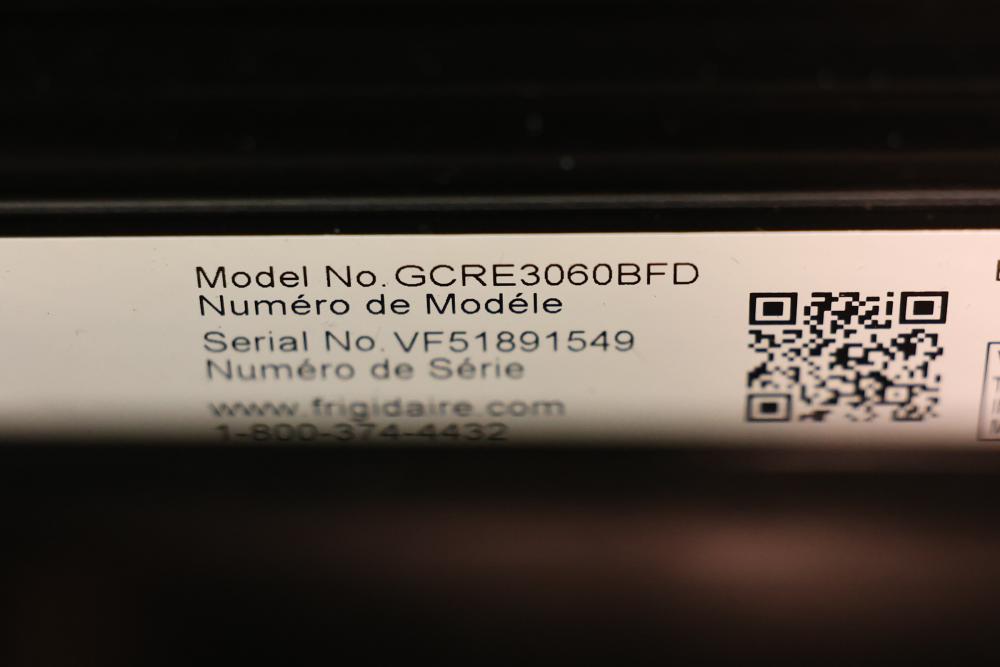 Model No. GCRE3060BFD
Numéro de Modéle
Serial No. VF51891549
Numéro de Série
www.frigidaire.com
1-800-374-4432